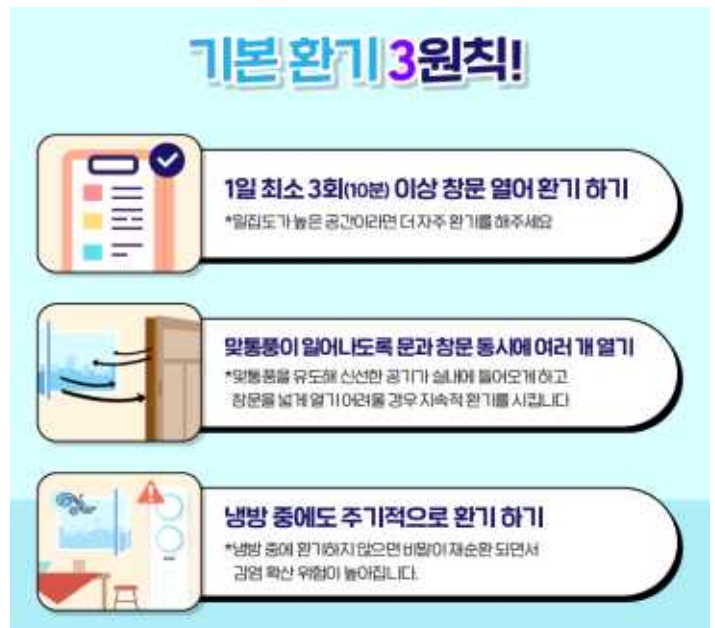 기본 환기 3원칙!
1일 최소 3회(10분) 이상 창문 열어 환기 하기
*밀집도가 높은 공간이라면 더 자주 환기를 해주세요
맞통풍이 일어나도록 문과 창문 동시에 여러 개 열기
*맞통풍을 유도해 신선한 공기가 실내에 들어오게 하고
창문을 넓게 열기 어려울 경우 지속적 환기를 시킵니다
냉방 중에도 주기적으로 환기 하기
*냉방 중에 환기하지 않으면 비말이 재순환 되면서
감염 확산 위험이 높아집니다.